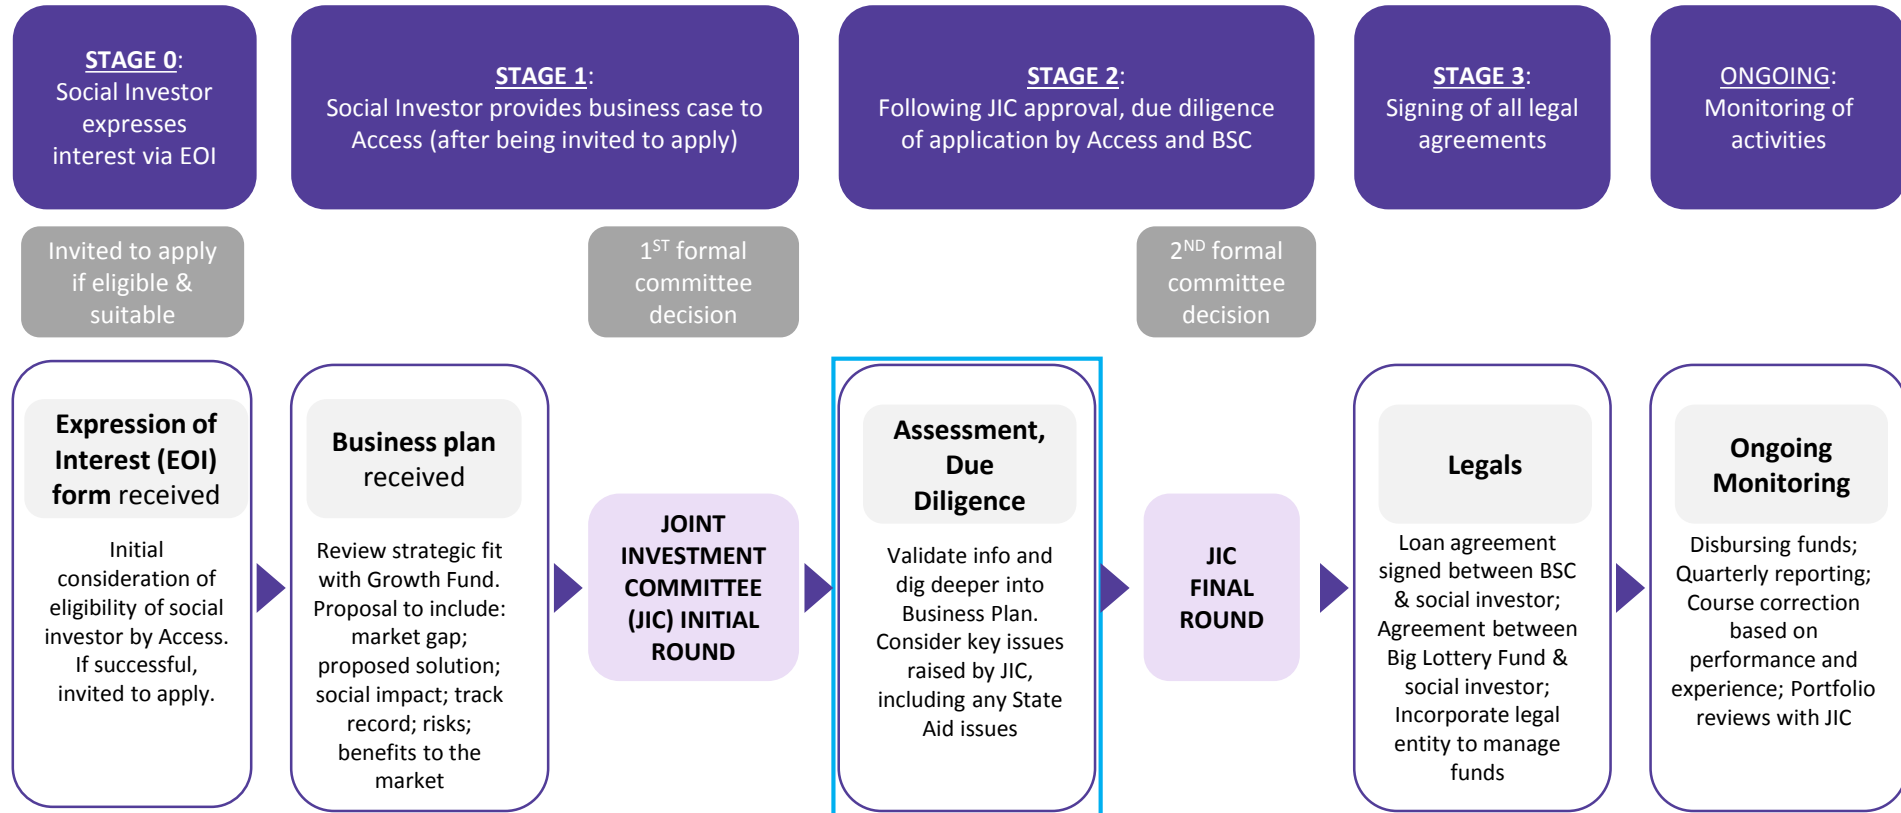 STAGE 0:
Social Investor
expresses
interest via EOI
STAGE 1:
Social Investor provides business case to
Access (after being invited to apply)
STAGE 2:
Following JIC approval, due diligence
of application by Access and BSC
STAGE 3:
Signing of all legal
agreements
ONGOING:
Monitoring of
activities
Invited to apply
if eligible &
suitable
1ST formal
committee
decision
2ND formal
committee
decision
Expression of
Interest (EOI)
form received
Initial
consideration of
eligibility of social
investor by Access.
If successful,
invited to apply.
Business plan
received
Review strategic fit
with Growth Fund.
Proposal to include:
market gap;
proposed solution;
social impact; track
record; risks;
benefits to the
market
JOINT
INVESTMENT
COMMITTEE
(JIC) INITIAL
ROUND
Assessment,
Due
Diligence
Validate info and
dig deeper into
Business Plan.
Consider key issues
raised by JIC,
including any State
Aid issues
JIC
FINAL
ROUND
Legals
Loan agreement
signed between BSC
& social investor;
Agreement between
Big Lottery Fund &
social investor;
Incorporate legal
entity to manage
funds
Ongoing
Monitoring
Disbursing funds;
Quarterly reporting;
Course correction
based on
performance and
experience; Portfolio
reviews with JIC